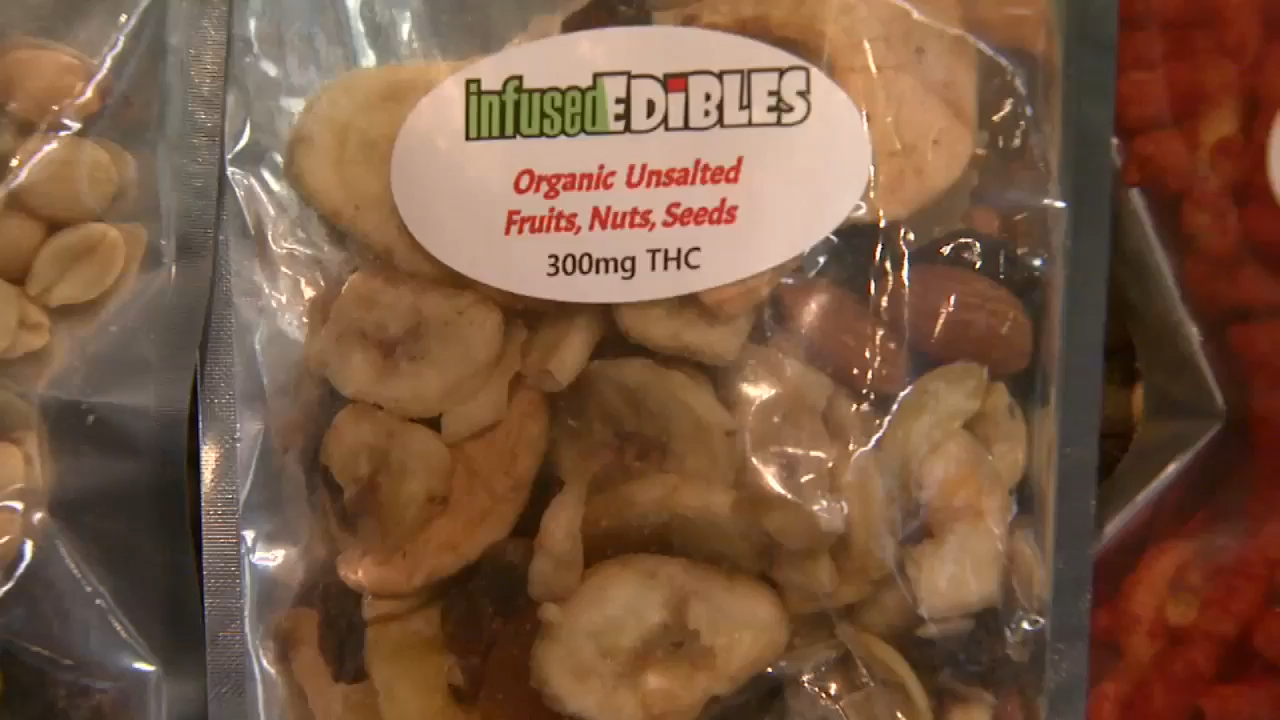 infusedEDiBLES
Organic Unsalted
Fruits, Nuts, Seeds
300mg THC